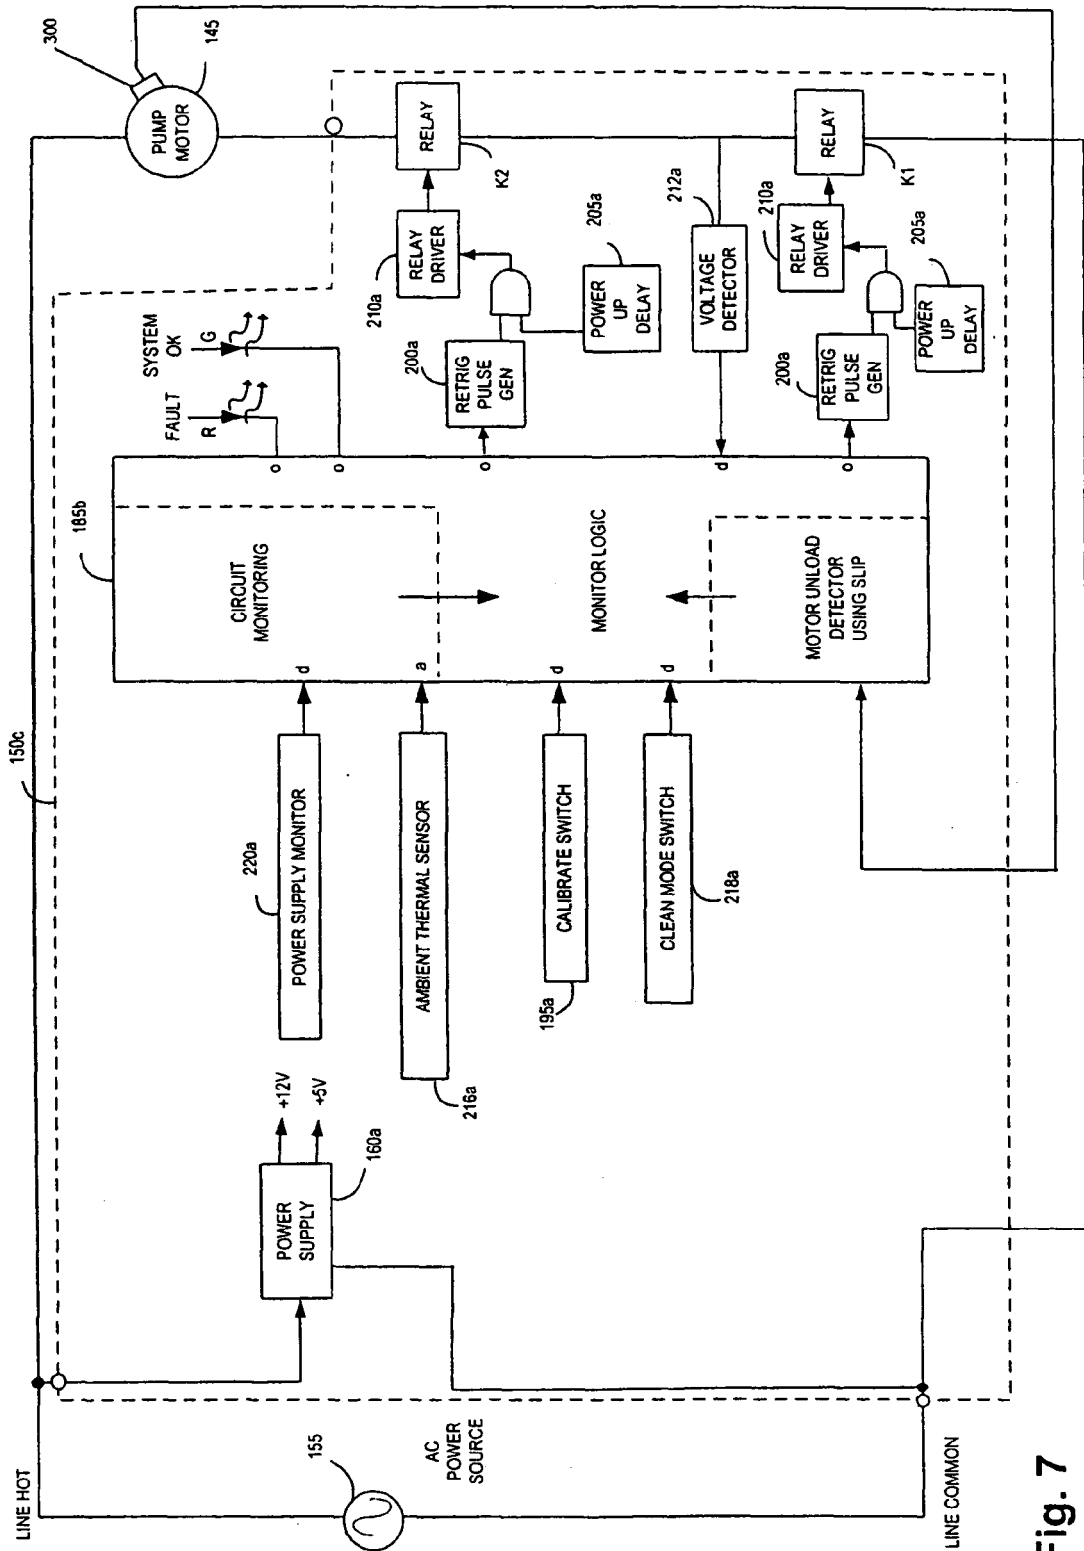 LINE HOT
155
AC
POWER
SOURCE
LINE COMMON
Fig. 7
150c
POWER
SUPPLY
160a
+12V
+5V
220a
POWER SUPPLY MONITOR
AMBIENT THERMAL SENSOR
216a
CALIBRATE SWITCH
195a
CLEAN MODE SWITCH
218a
185b
CIRCUIT
MONITORING
d
a
MONITOR LOGIC
d
d
MOTOR UNLOAD
DETECTOR
USING SLIP
o
o
o
d
o
FAULT
R
SYSTEM
OK
G
200a
RETRIG
PULSE
GEN
210a
RELAY
DRIVER
POWER
UP
DELAY
205a
RELAY
K2
VOLTAGE
DETECTOR
212a
200a
RETRIG
PULSE
GEN
210a
RELAY
DRIVER
POWER
UP
DELAY
205a
RELAY
K1
PUMP
MOTOR
300
145